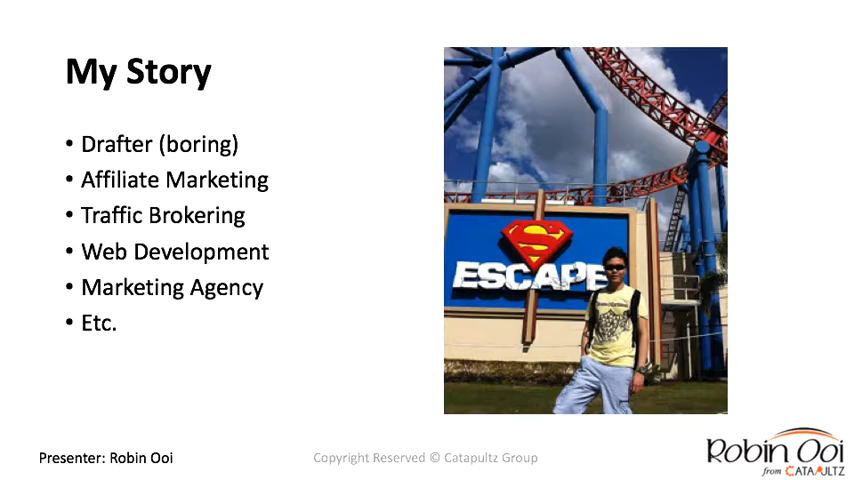 My Story
• Drafter (boring)
• Affiliate Marketing
• Traffic Brokering
• Web Development
• Marketing Agency
• Etc.
S
ESCAPE
Presenter: Robin Ooi
Copyright Reserved © Catapultz Group
Robin Ooi
from CATAPULTZ